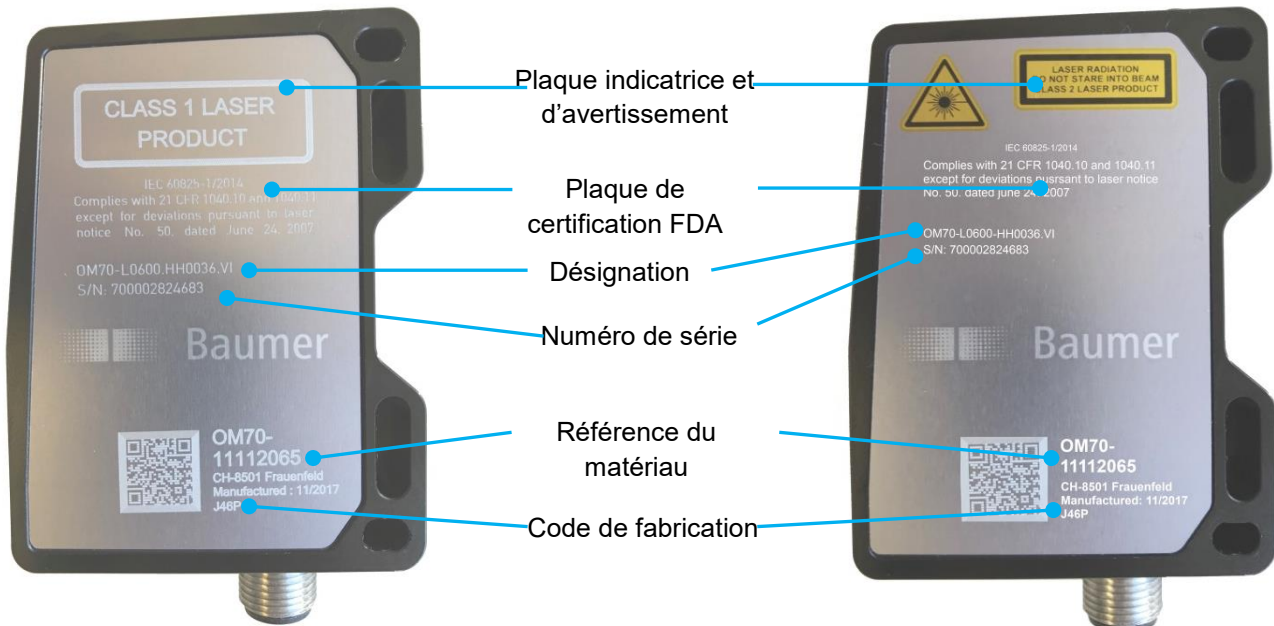 CLASS 1 LASER
PRODUCT
IEC 60825-1/2014
Complies with 21 CFR 1040.10 and 1040.11
except for deviations pursuant to laser
notice No. 50. dated June 24. 2007
OM70-L0600.HH0036.VI
S/N: 700002824683
Baumer
OM70-
11112065
CH-8501 Frauenfeld
Manufactured : 11/2017
J46P
Plaque indicatrice et
d’avertissement
Plaque de
certification FDA
Désignation
Numéro de série
Référence du
matériau
Code de fabrication
LASER RADIATION
DO NOT STARE INTO BEAM
CLASS 2 LASER PRODUCT
IEC 60825-1/2014
Complies with 21 CFR 1040.10 and 1040.11
except for deviations pusrsant to laser notice
No. 50. dated june 24. 2007
OM70-L0600-HH0036.VI
S/N: 700002824683
Baumer
OM70-
11112065
CH-8501 Frauenfeld
Manufactured: 11/2017
J46P